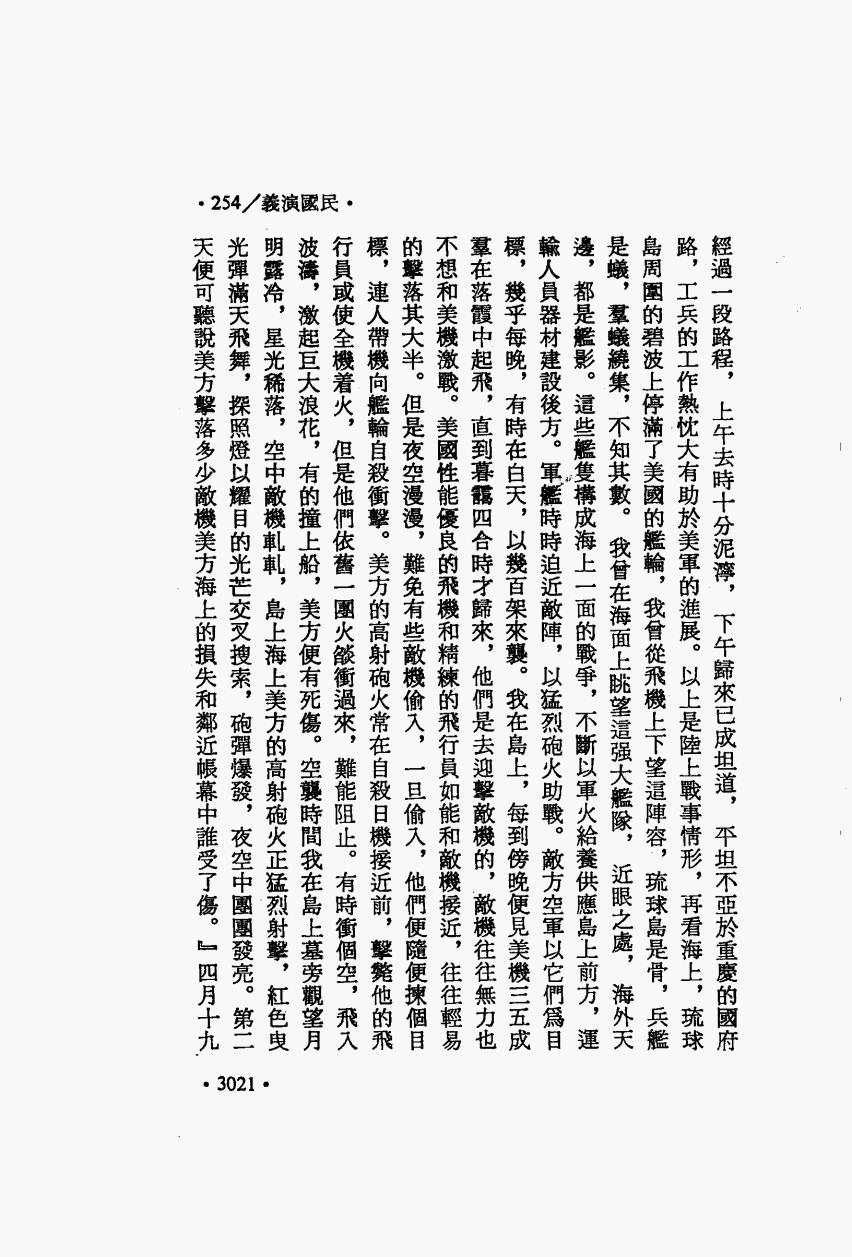 •254／義演國民•
經過一段路程，上午去時十分泥濘，下午歸來已成坦道，平坦不亞於重慶的國府
路，工兵的工作熱忱大有助於美軍的進展。以上是陸上戰事情形，再看海上，琉球
島周圍的碧波上停滿了美國的艦輪，我曾從飛機上下望這陣容，琉球島是骨，兵艦
是蟻，羣蟻繞集，不知其數。我曾在海面上眺望這强大艦隊，近眼之處，海外天
邊，都是艦影。這些艦隻構成海上一面的戰爭，不斷以軍火給養供應島上前方，運
輸人員器材建設後方。軍艦時時迫近敵陣，以猛烈砲火助戰。敵方空軍以它們爲目
標，幾乎每晚，有時在白天，以幾百架來襲。我在島上，每到傍晚便見美機三五成
羣在落霞中起飛，直到暮靄四合時才歸來，他們是去迎擊敵機的，敵機往往無力也
不想和美機激戰。美國性能優良的飛機和精練的飛行員如能和敵機接近，往往輕易
的擊落其大半。但是夜空漫漫，難免有些敵機偷入，一旦偷入，他們便隨便揀個目
標，連人帶機向艦輪自殺衝擊。美方的高射砲火常在自殺日機接近前，擊斃他的飛
行員或使全機着火，但是他們依舊一團火燄衝過來，難能阻止。有時衝個空，飛入
波濤，激起巨大浪花，有的撞上船，美方便有死傷。空襲時間我在島上墓旁觀望月
明露冷，星光稀落，空中敵機軋軋，島上海上美方的高射砲火正猛烈射擊，紅色曳
光彈滿天飛舞，探照燈以耀目的光芒交叉搜索，砲彈爆發，夜空中團團發亮。第二
天便可聽說美方擊落多少敵機美方海上的損失和鄰近帳幕中誰受了傷。』四月十九
•3021•